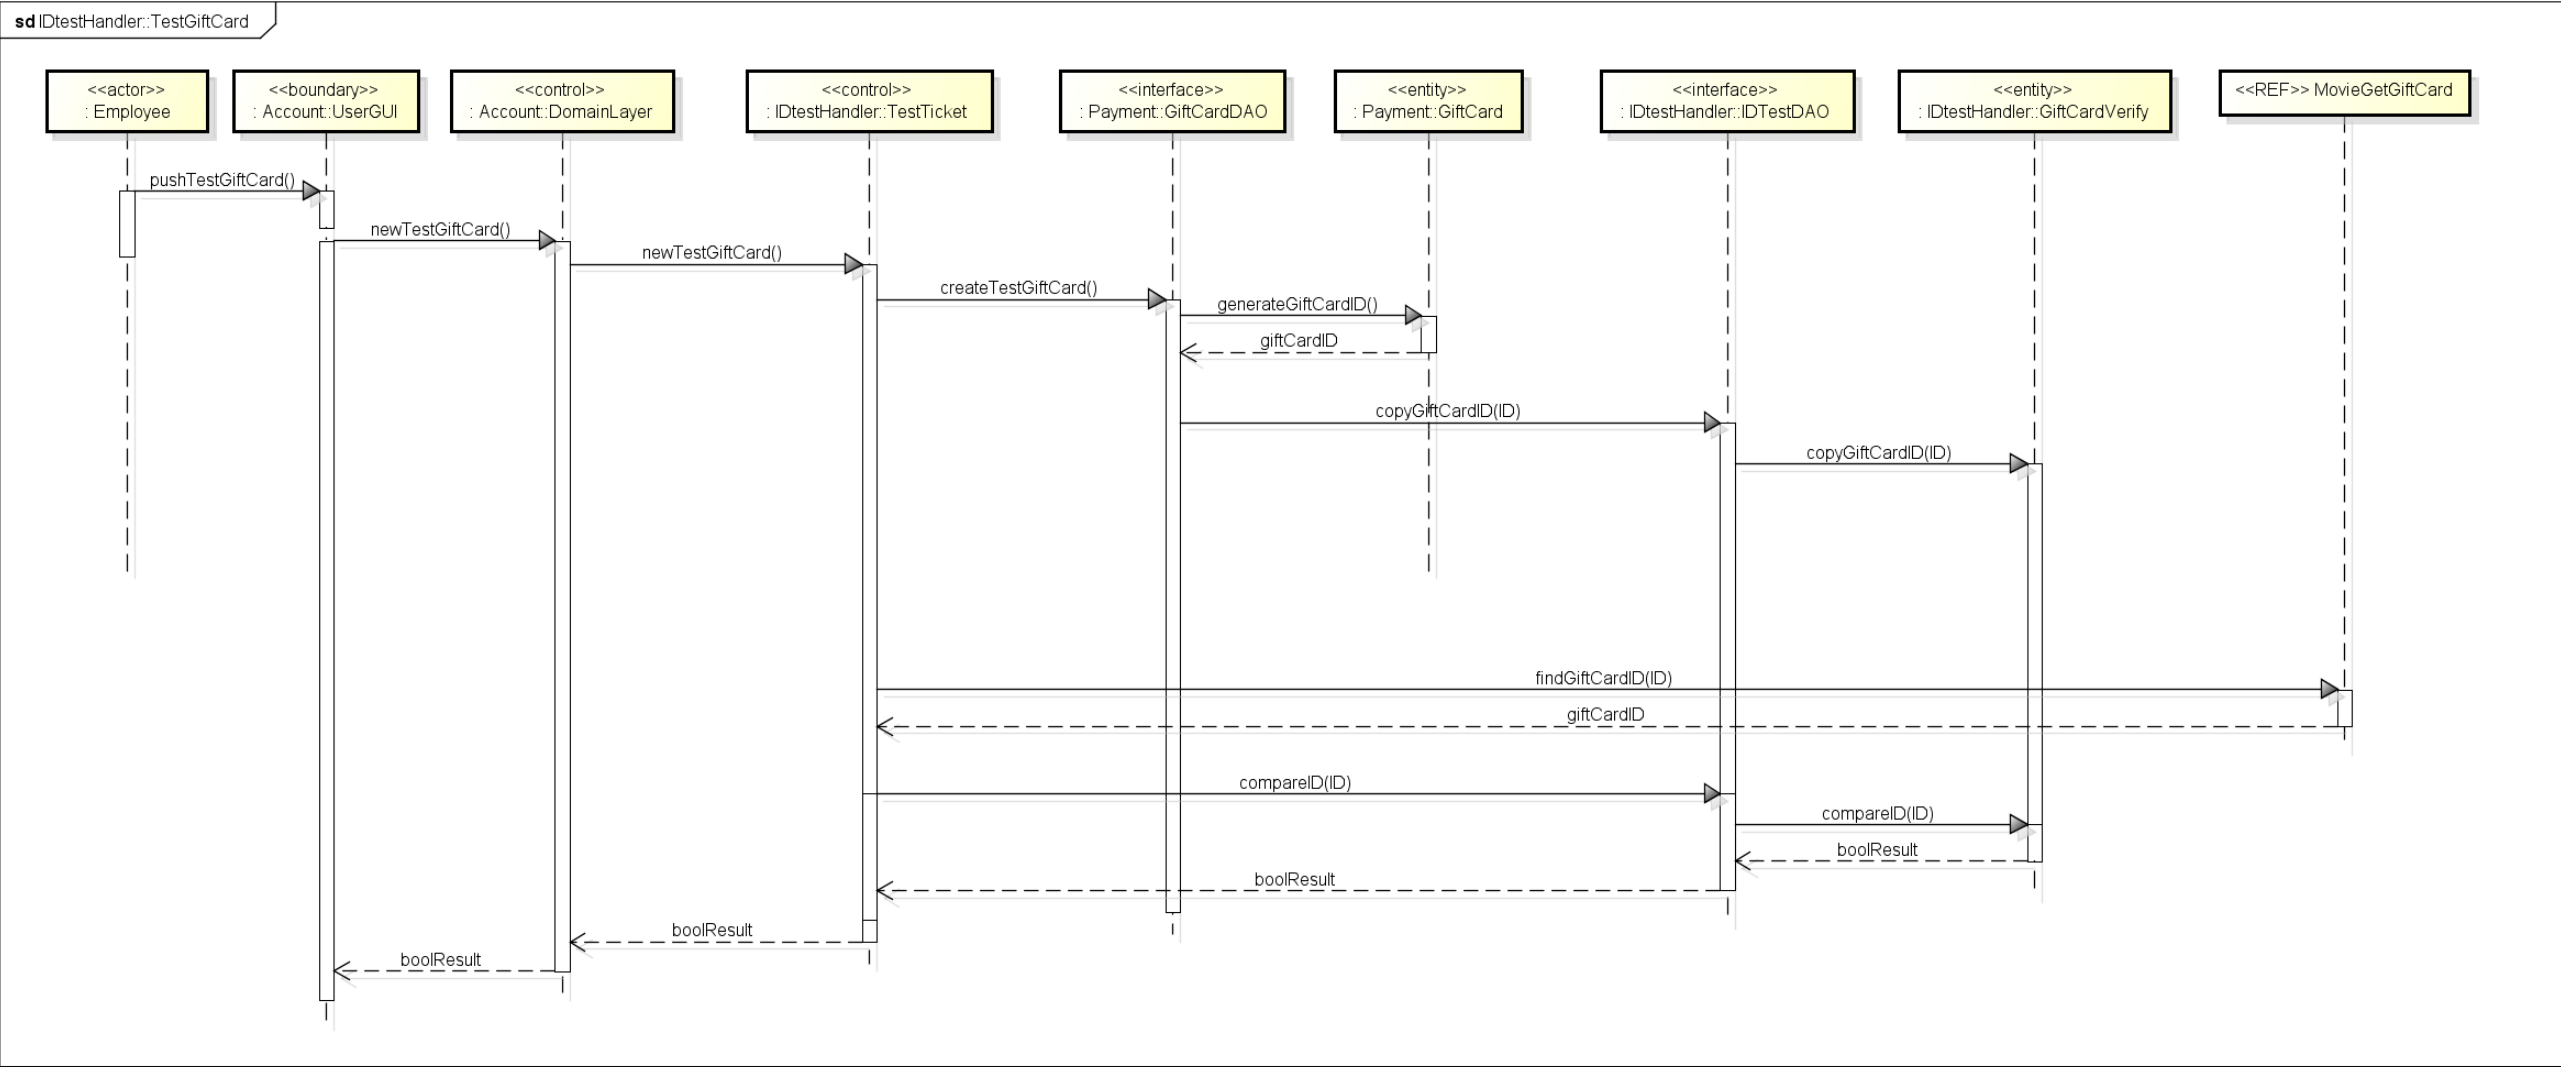 sd IDtestHandler::TestGiftCard
<<actor>>
: Employee
<<boundary>>
: Account::UserGUI
<<control>>
: Account::DomainLayer
<<control>>
: IDtestHandler::TestTicket
<<interface>>
: Payment::GiftCardDAO
<<entity>>
: Payment::GiftCard
<<interface>>
: IDtestHandler::IDTestDAO
<<entity>>
: IDtestHandler::GiftCardVerify
<<REF>> MovieGetGiftCard
pushTestGiftCard()
newTestGiftCard()
newTestGiftCard()
createTestGiftCard()
generateGiftCardID()
giftCardID
copyGiftCardID(ID)
copyGiftCardID(ID)
findGiftCardID(ID)
giftCardID
compareID(ID)
compareID(ID)
boolResult
boolResult
boolResult
boolResult